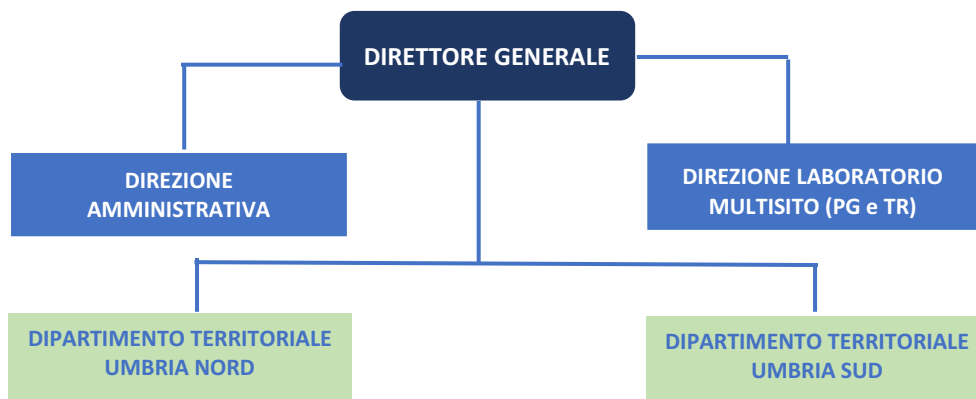 DIRETTORE GENERALE
DIREZIONE
AMMINISTRATIVA
DIREZIONE LABORATORIO
MULTISITO (PG e TR)
DIPARTIMENTO TERRITORIALE
UMBRIA NORD
DIPARTIMENTO TERRITORIALE
UMBRIA SUD